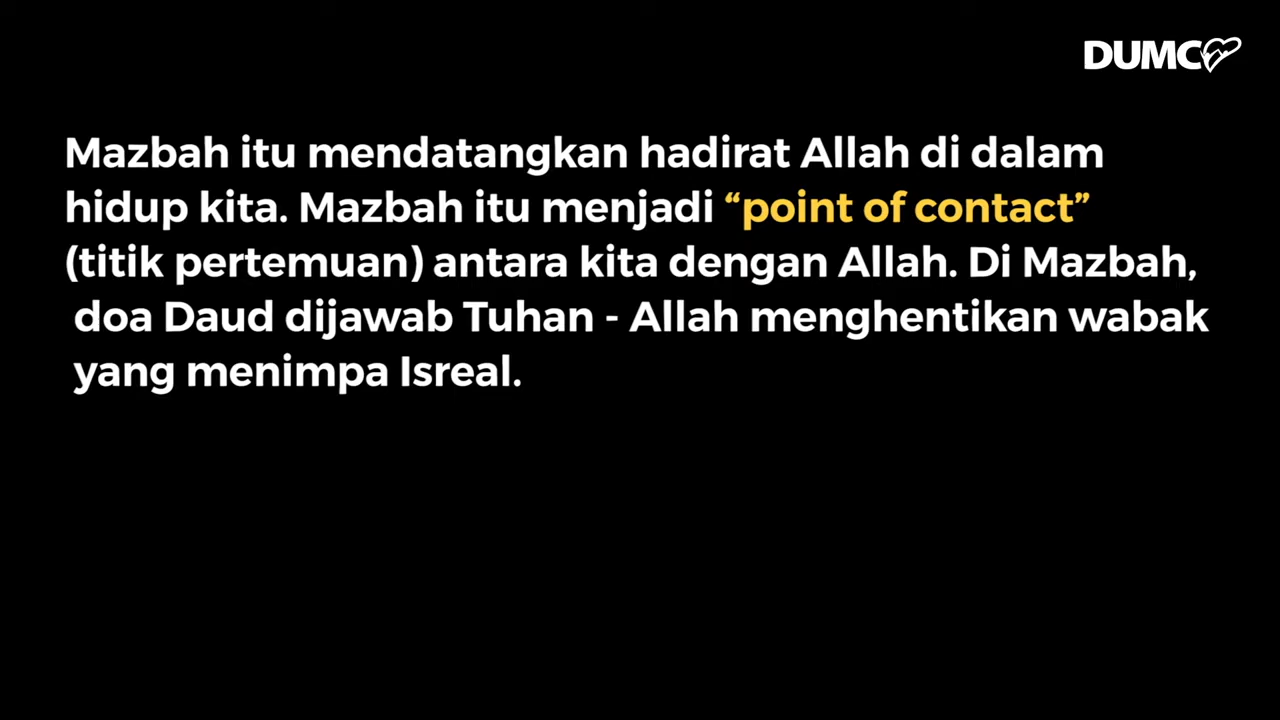 DUMC
Mazbah itu mendatangkan hadirat Allah di dalam
hidup kita. Mazbah itu menjadi “point of contact”
(titik pertemuan) antara kita dengan Allah. Di Mazbah,
doa Daud dijawab Tuhan - Allah menghentikan wabak
yang menimpa Isreal.